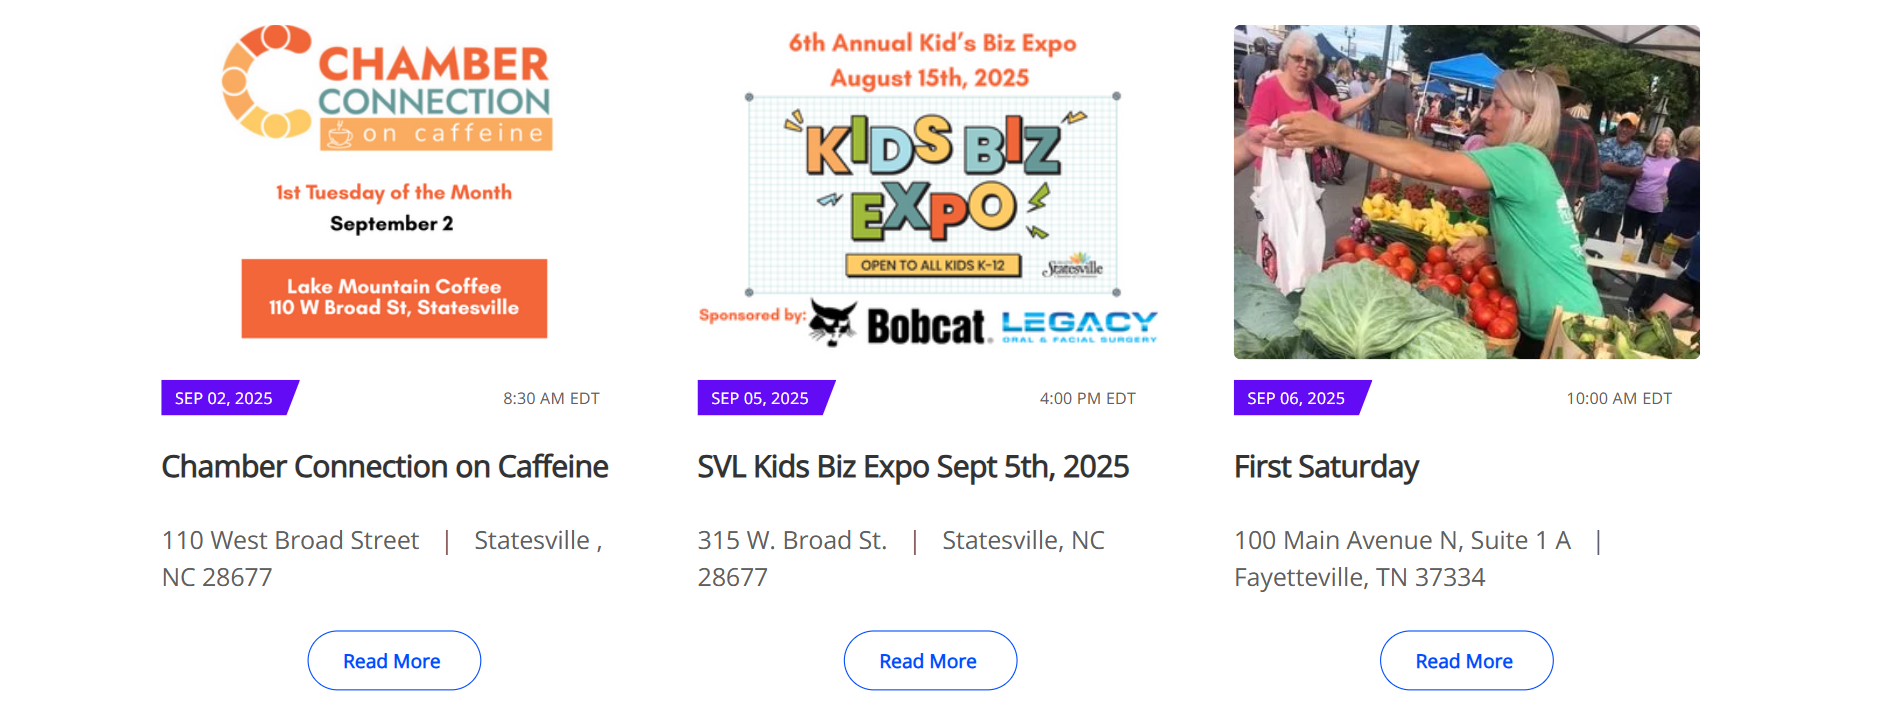 CHAMBER
CONNECTION
on caffeine
1st Tuesday of the Month
September 2
Lake Mountain Coffee
110 W Broad St, Statesville
SEP 02, 2025
8:30 AM EDT
Chamber Connection on Caffeine
110 West Broad Street | Statesville ,
NC 28677
Read More
6th Annual Kid's Biz Expo
August 15th, 2025
KIDS BIZ
EXPO
OPEN TO ALL KIDS K-12
Statesville
Sponsored by:
Bobcat.
LEGACY
ORAL & FACIAL SURGERY
SEP 05, 2025
4:00 PM EDT
SVL Kids Biz Expo Sept 5th, 2025
315 W. Broad St. | Statesville, NC
28677
Read More
SEP 06, 2025
10:00 AM EDT
First Saturday
100 Main Avenue N, Suite 1 A |
Fayetteville, TN 37334
Read More